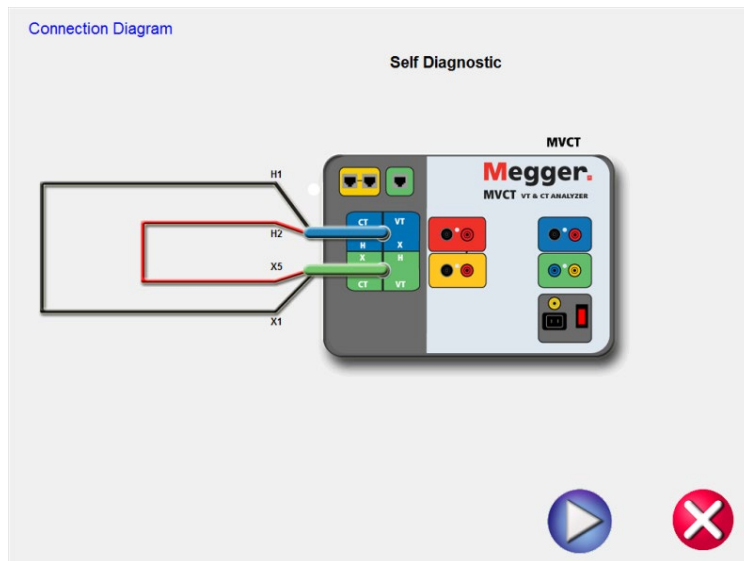 Connection Diagram
Self Diagnostic
MVCT
Megger.
MVCT VT & CT ANALYZER
H1
CT VT
H2
H X
X5
X H
CT VT
X1